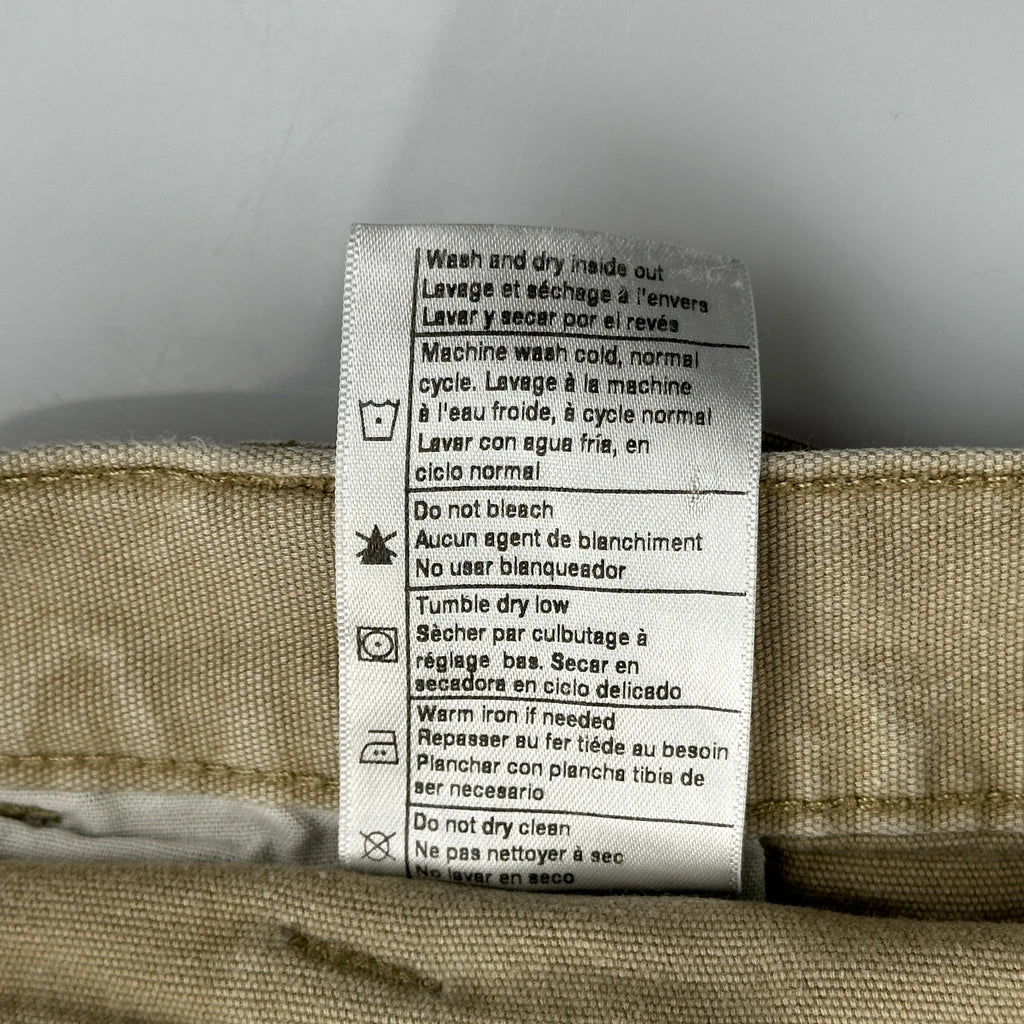 Wash and dry inside out
Lavage et séchage à l'envers
Lavar y secar por el revés
Machine wash cold, normal
cycle. Lavage à la machine
à l'eau froide, à cycle normal
Lavar con agua fría, en
ciclo normal
Do not bleach
Aucun agent de blanchiment
No usar blanqueador
Tumble dry low
Sècher par culbutage à
réglage bas. Secar en
secadora en ciclo delicado
Warm iron if needed
Repasser au fer tiéde au besoin
Planchar con plancha tibia de
ser necesario
Do not dry clean
Ne pas nettoyer à sec
No lavar en seco